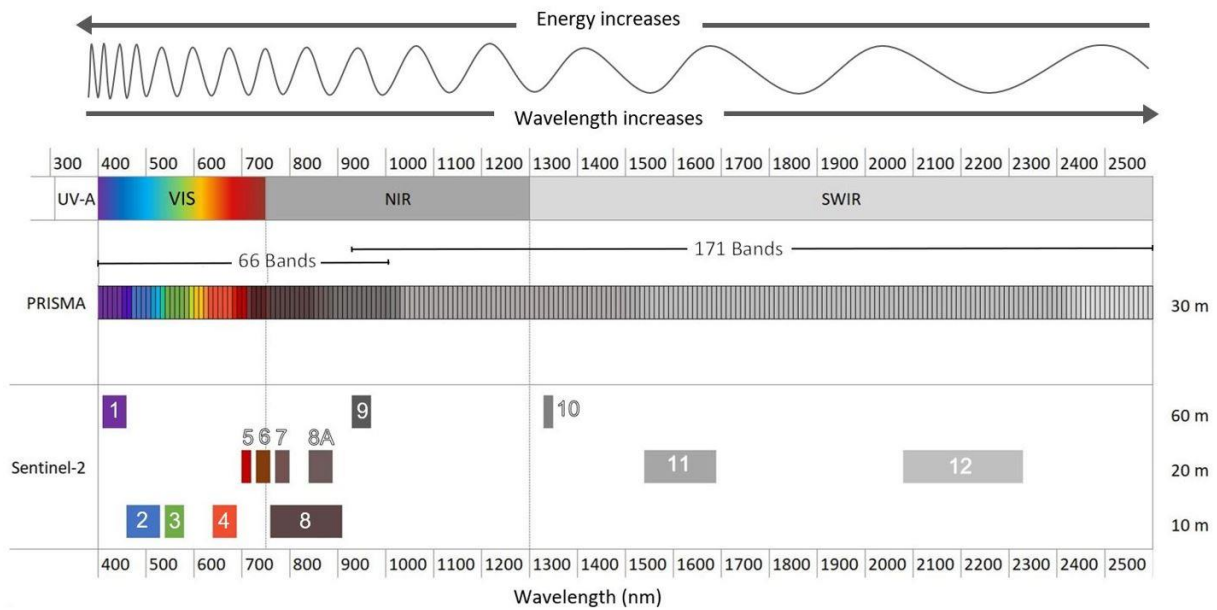 Energy increases
Wavelength increases
300 400 500 600 700 800 900 1000 1100 1200 1300 1400 1500 1600 1700 1800 1900 2000 2100 2200 2300 2400 2500
UV-A VIS NIR SWIR
171 Bands
66 Bands
PRISMA 30 m
1 9 10 60 m
5 6 7 8A
Sentinel-2 11 12 20 m
2 3 4 8 10 m
400 500 600 700 800 900 1000 1100 1200 1300 1400 1500 1600 1700 1800 1900 2000 2100 2200 2300 2400 2500
Wavelength (nm)